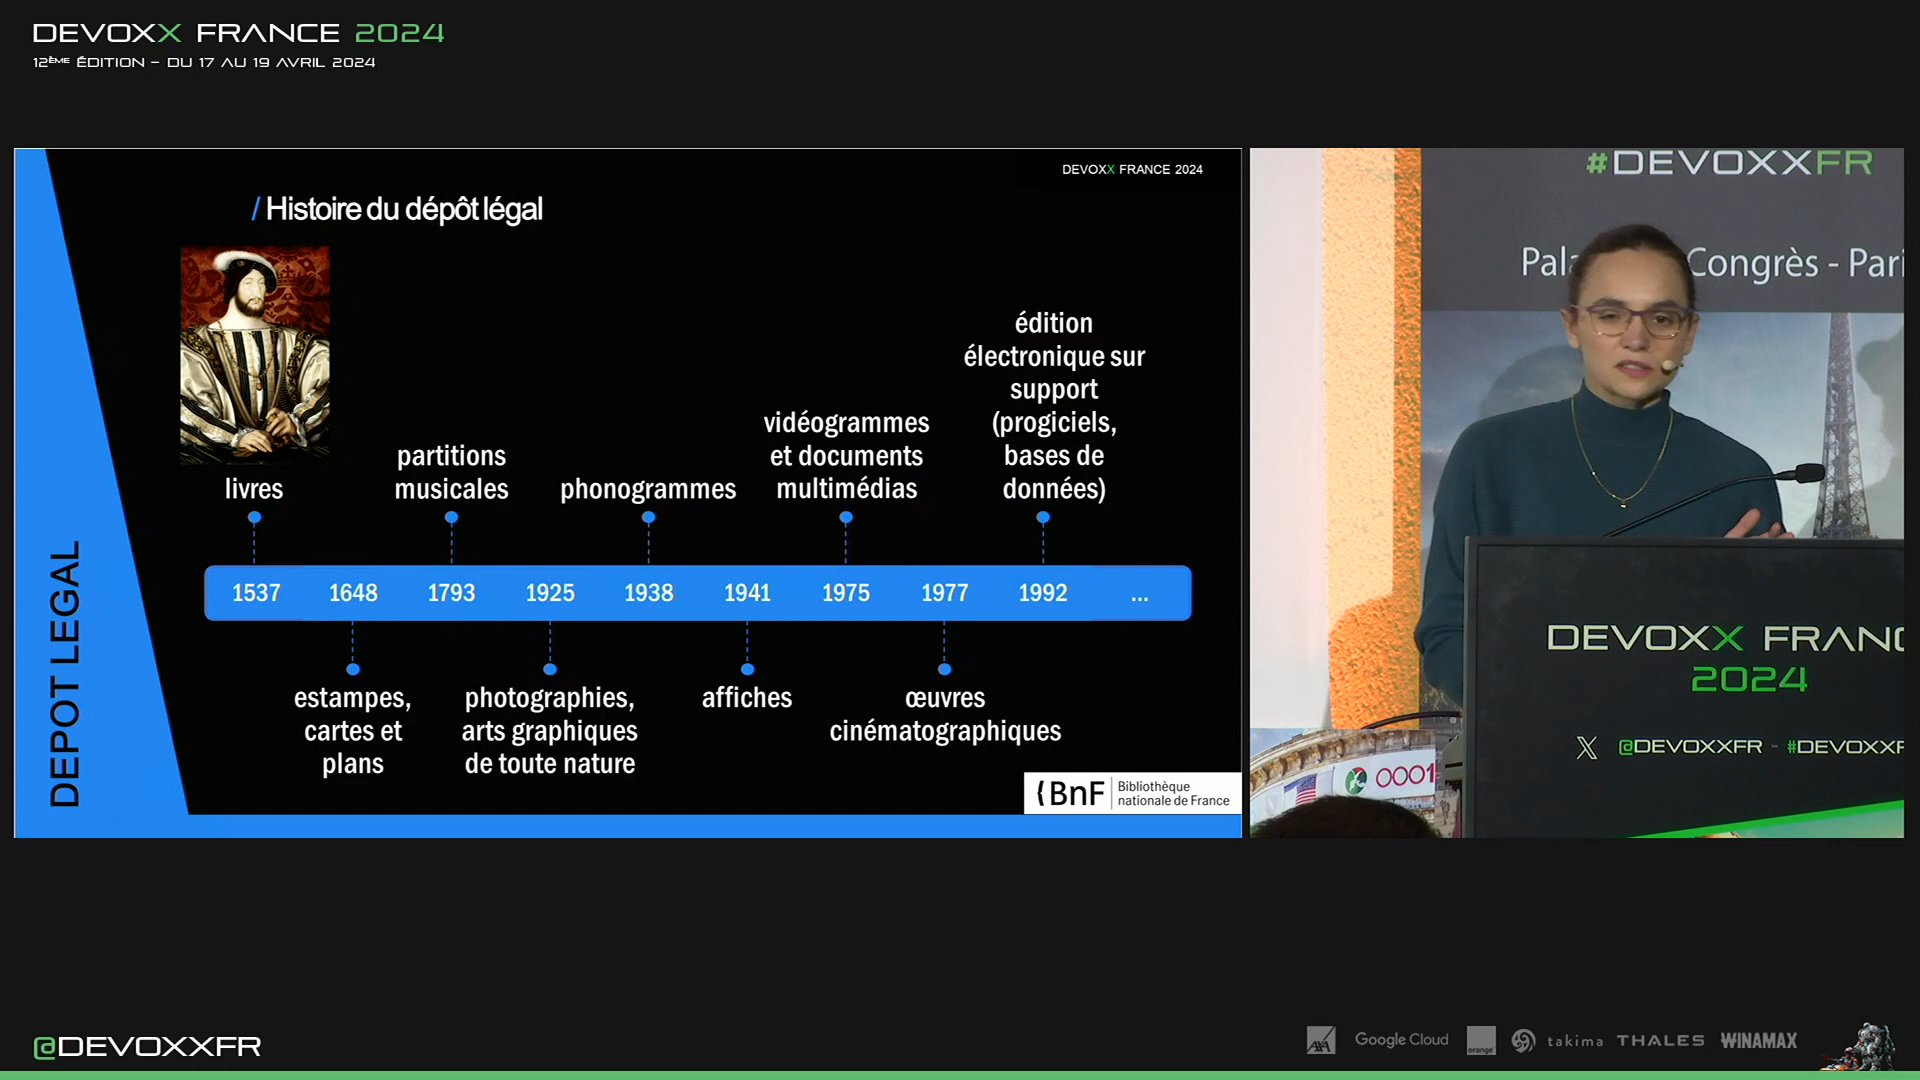 DEVOXX FRANCE 2024
12ÈME ÉDITION - DU 17 AU 19 AVRIL 2024
DEVOXX FRANCE 2024
/ Histoire du dépôt légal
DEPOT LEGAL
livres
partitions
musicales
phonogrammes
vidéogrammes
et documents
multimédias
édition
électronique sur
support
(progiciels,
bases de
données)
1537 1648 1793 1925 1938 1941 1975 1977 1992 ...
estampes,
cartes et
plans
photographies,
arts graphiques
de toute nature
affiches
œuvres
cinématographiques
(BnF
Bibliothèque
nationale de France
#DEVOXXFR
Congrès - Pari
DEVOXX FRANC
2024
@DEVOXXFR - #DEVOXXF
0001
@DEVOXXFR
AXA
Google Cloud
orange
takima
THALES
WINAMAX